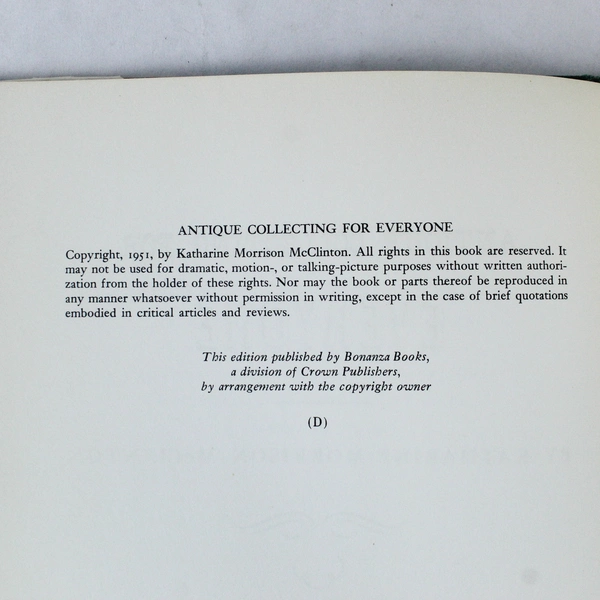 ANTIQUE COLLECTING FOR EVERYONE
Copyright, 1951, by Katharine Morrison McClinton. All rights in this book are reserved. It
may not be used for dramatic, motion-, or talking-picture purposes without written authori-
zation from the holder of these rights. Nor may the book or parts thereof be reproduced in
any manner whatsoever without permission in writing, except in the case of brief quotations
embodied in critical articles and reviews.
This edition published by Bonanza Books,
a division of Crown Publishers,
by arrangement with the copyright owner
(D)